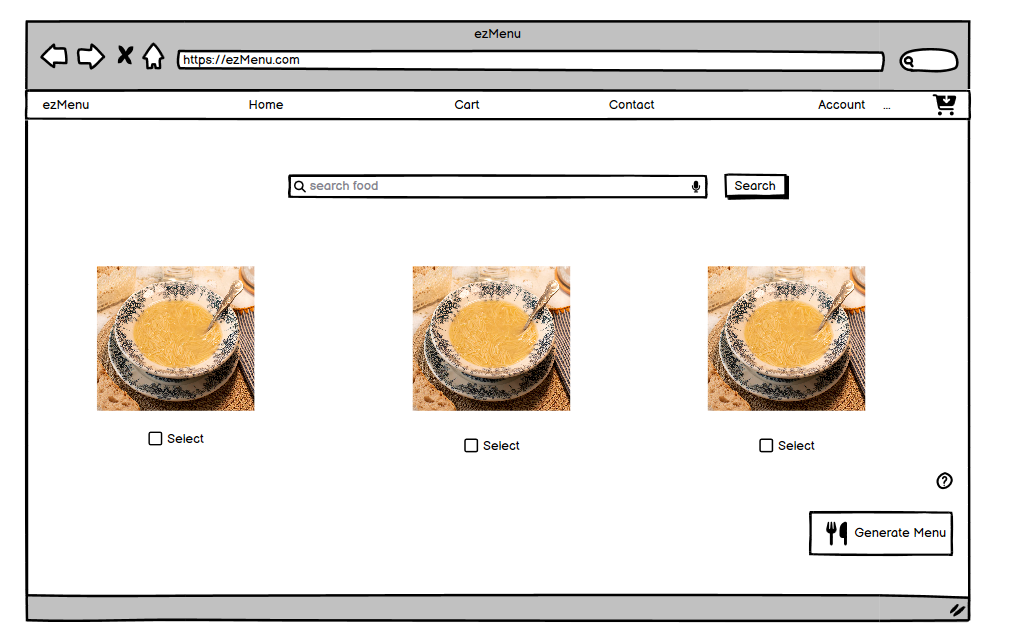 ezMenu
https://ezMenu.com
ezMenu Home Cart Contact Account ...
search food Search
Select Select Select
?
Generate Menu